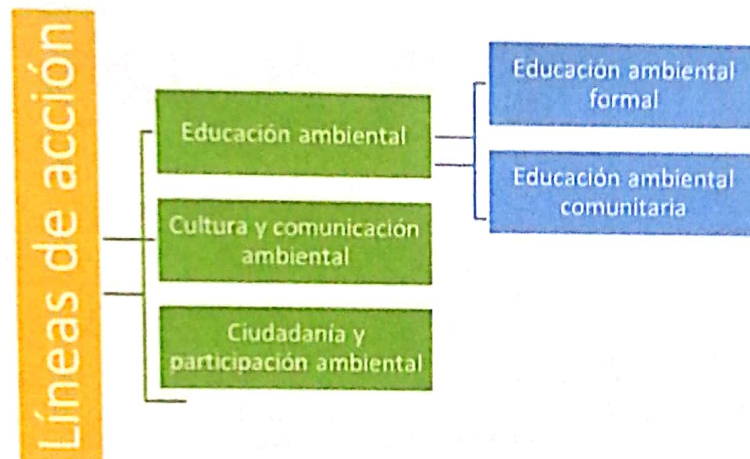 Líneas de acción
Educación ambiental
Cultura y comunicación
ambiental
Ciudadanía y
participación ambiental
Educación ambiental
formal
Educación ambiental
comunitaria